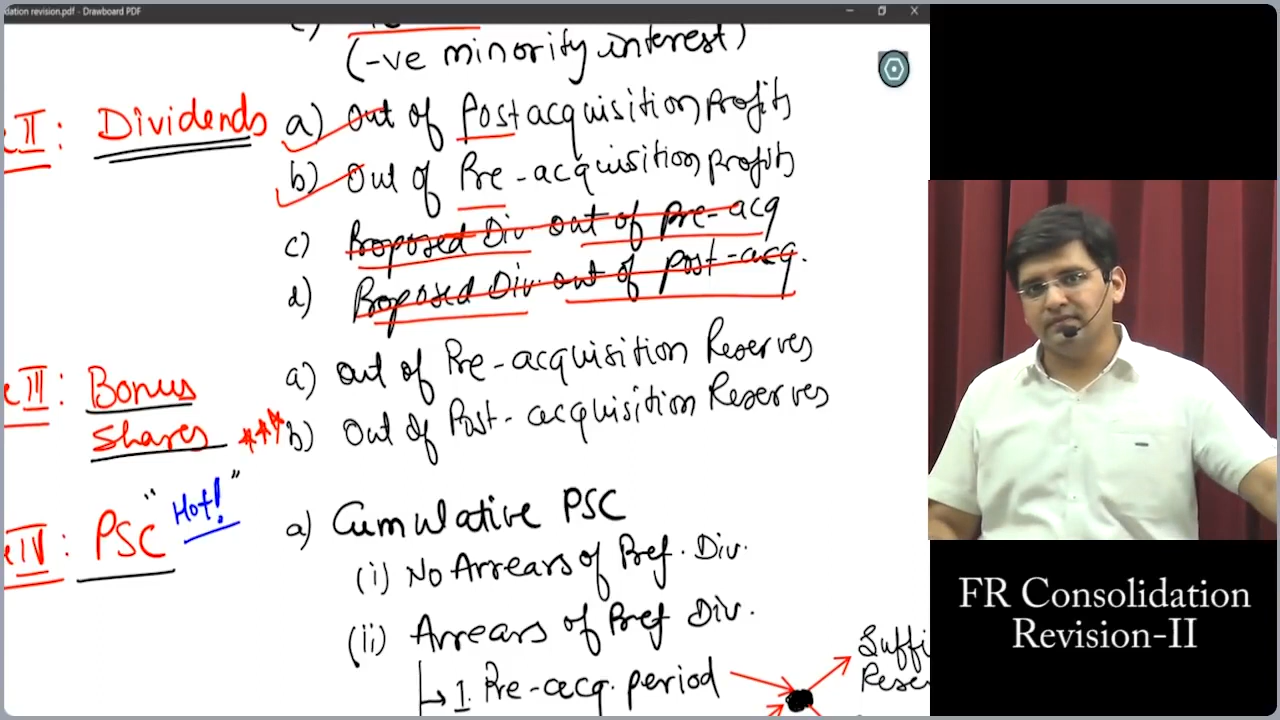 dation revision.pdf - Drawboard PDF
(-ve minority interest)
II : Dividends
a) Out of Post acquisition profits
b) Out of Pre - acquisition profits
c) Proposed Div out of pre-acq
d) Proposed Div out of post-acq.
III : Bonus Shares ***
a) Out of Pre-acquisition Reserves
b) Out of Post-acquisition Reserves
IV : PSC "Hot!"
a) Cumulative PSC
(i) No Arrears of Pref. Div.
(ii) Arrears of Pref Div.
1. Pre-acq. period
Suffi
Rese
FR Consolidation
Revision-II